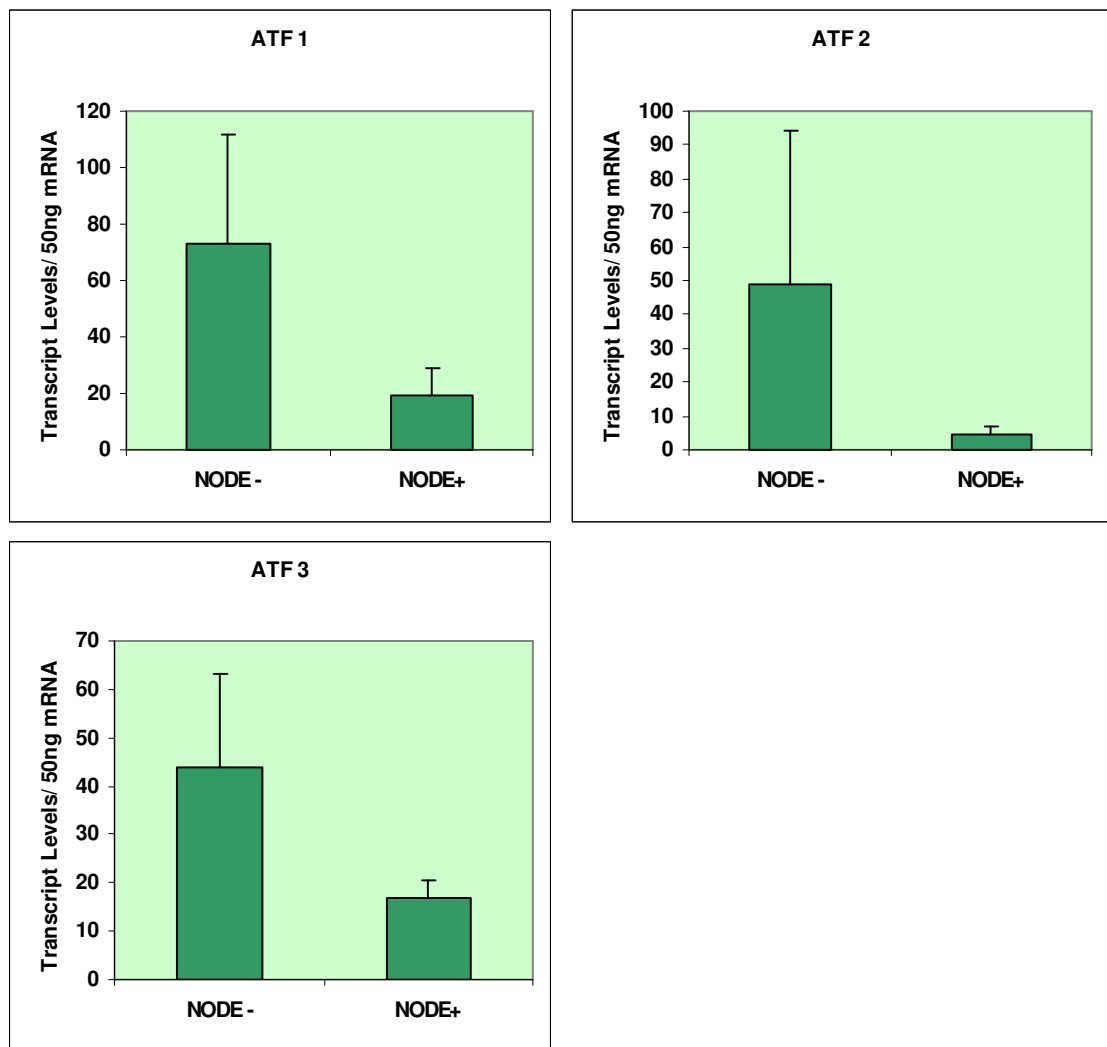 ATF 1
Transcript Levels/ 50ng mRNA
120
100
80
60
40
20
0
NODE - NODE+
ATF 2
Transcript Levels/ 50ng mRNA
100
90
80
70
60
50
40
30
20
10
0
NODE - NODE+
ATF 3
Transcript Levels/ 50ng mRNA
70
60
50
40
30
20
10
0
NODE - NODE+